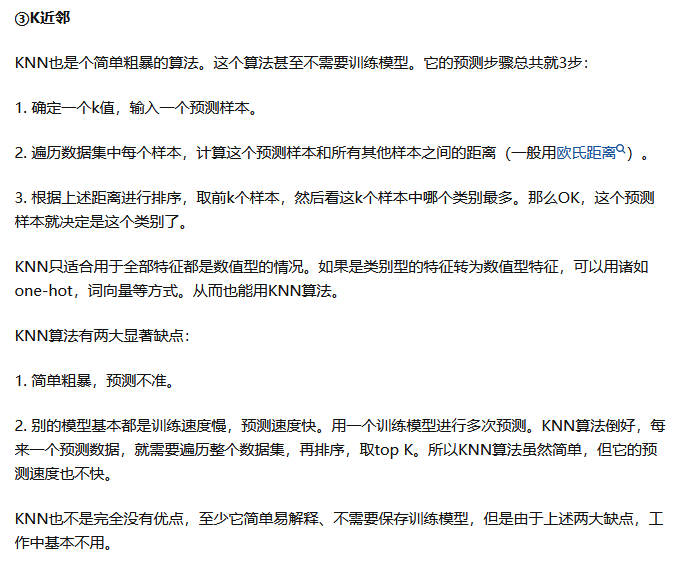 ③K近邻
KNN也是个简单粗暴的算法。这个算法甚至不需要训练模型。它的预测步骤总共就3步：
1. 确定一个k值，输入一个预测样本。
2. 遍历数据集中每个样本，计算这个预测样本和所有其他样本之间的距离（一般用欧氏距离）。
3. 根据上述距离进行排序，取前k个样本，然后看这k个样本中哪个类别最多。那么OK，这个预测
样本就决定是这个类别了。
KNN只适合用于全部特征都是数值型的情况。如果是类别型的特征转为数值型特征，可以用诸如
one-hot，词向量等方式。从而也能用KNN算法。
KNN算法有两大显著缺点：
1. 简单粗暴，预测不准。
2. 别的模型基本都是训练速度慢，预测速度快。用一个训练模型进行多次预测。KNN算法倒好，每
来一个预测数据，就需要遍历整个数据集，再排序，取top K。所以KNN算法虽然简单，但它的预
测速度也不快。
KNN也不是完全没有优点，至少它简单易解释、不需要保存训练模型，但是由于上述两大缺点，工
作中基本不用。